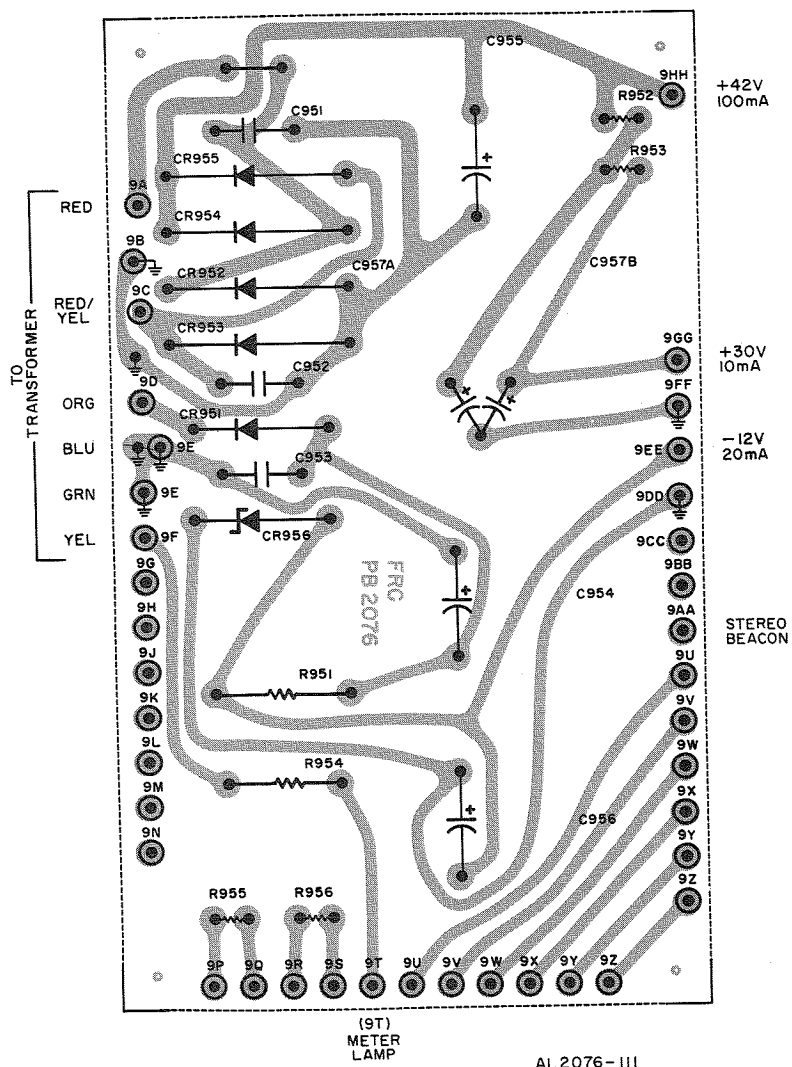 C955
9HH
+42V
100mA
R952
C951
R953
CR955
9A
RED
CR954
9B
C957A
C957B
CR952
9C
RED/
YEL
CR953
9GG
+30V
10mA
TO
TRANSFORMER
C952
9D
9FF
ORG
CR951
BLU
9E
C953
9EE
-12V
20mA
GRN
9E
9DD
YEL
9F
CR956
9CC
FRC
PB 2076
9G
9BB
C954
9H
9AA
STEREO
BEACON
9J
9U
R951
9K
9V
9L
9W
R954
9M
9X
C956
9N
9Y
R955
R956
9Z
9P
9Q
9R
9S
9T
9U
9V
9W
9X
9Y
9Z
(9T)
METER
LAMP
AL2076-111